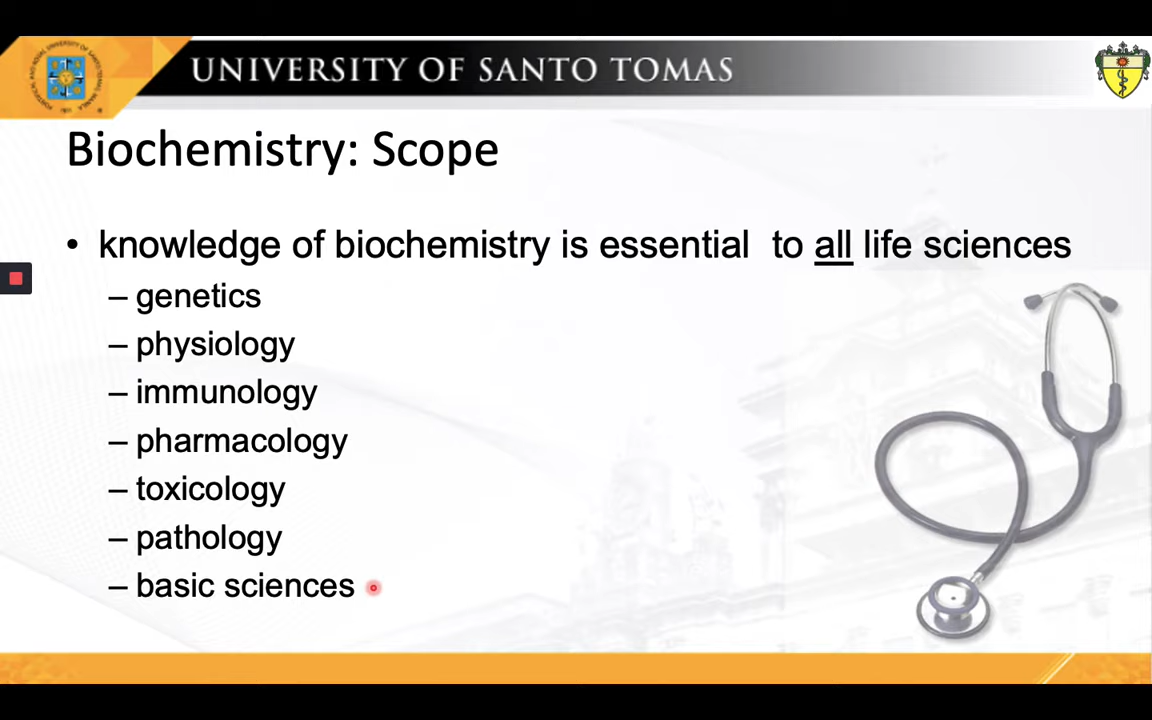 UNIVERSITY OF SANTO TOMAS
Biochemistry: Scope
• knowledge of biochemistry is essential  to all life sciences
– genetics
– physiology
– immunology
– pharmacology
– toxicology
– pathology
– basic sciences